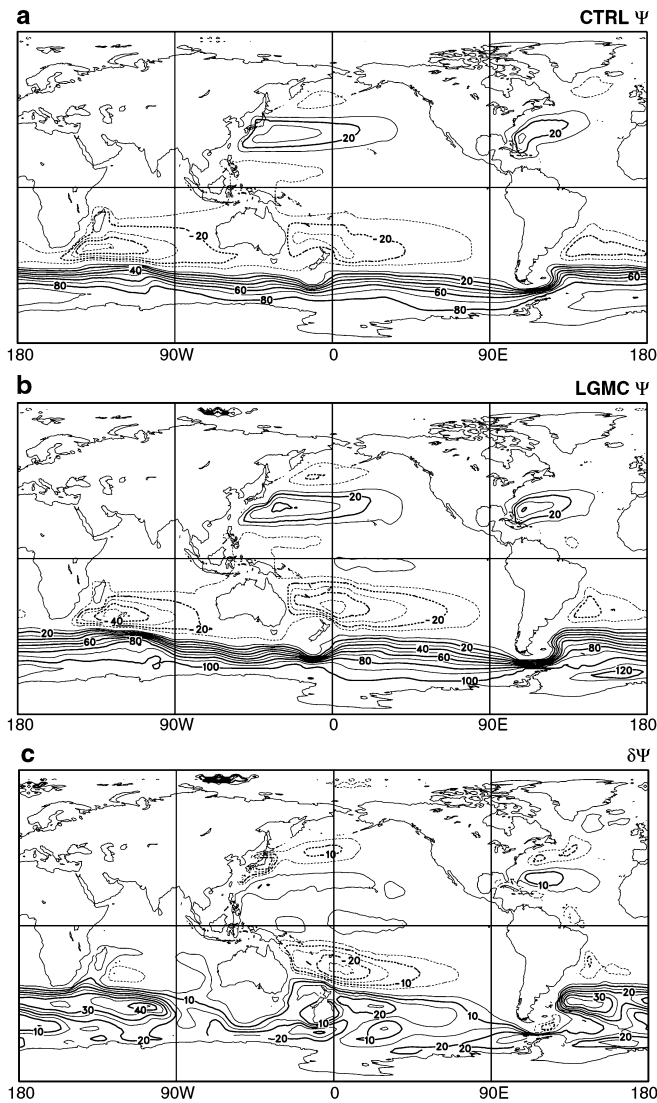 a CTRL Ψ
20 20
-20 -20
40 20 60
80 60 80 80
180 90W 0 90E 180
b LGMC Ψ
20 20
-40 -20 -20
20 60 80 40 20 80
100 80 60 100 120
180 90W 0 90E 180
c δΨ
10 10
-20 10
30 40 10 20 10 30 20
10 20 20 10 10 20 20 20
180 90W 0 90E 180